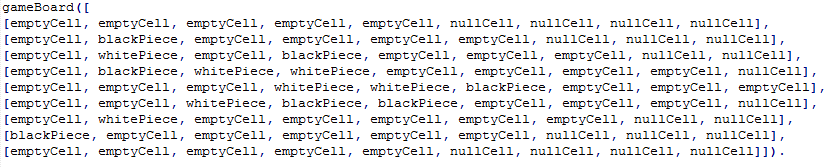 gameBoard([
[emptyCell, emptyCell, emptyCell, emptyCell, emptyCell, nullCell, nullCell, nullCell, nullCell],
[emptyCell, blackPiece, emptyCell, emptyCell, emptyCell, emptyCell, nullCell, nullCell, nullCell],
[emptyCell, whitePiece, emptyCell, blackPiece, emptyCell, emptyCell, emptyCell, nullCell, nullCell],
[emptyCell, blackPiece, whitePiece, whitePiece, emptyCell, emptyCell, emptyCell, emptyCell, nullCell],
[emptyCell, emptyCell, emptyCell, whitePiece, whitePiece, blackPiece, emptyCell, emptyCell, emptyCell],
[emptyCell, emptyCell, whitePiece, blackPiece, blackPiece, emptyCell, emptyCell, emptyCell, nullCell],
[emptyCell, whitePiece, emptyCell, emptyCell, emptyCell, emptyCell, emptyCell, nullCell, nullCell],
[blackPiece, emptyCell, emptyCell, emptyCell, emptyCell, emptyCell, nullCell, nullCell, nullCell],
[emptyCell, emptyCell, emptyCell, emptyCell, emptyCell, nullCell, nullCell, nullCell, nullCell]]).